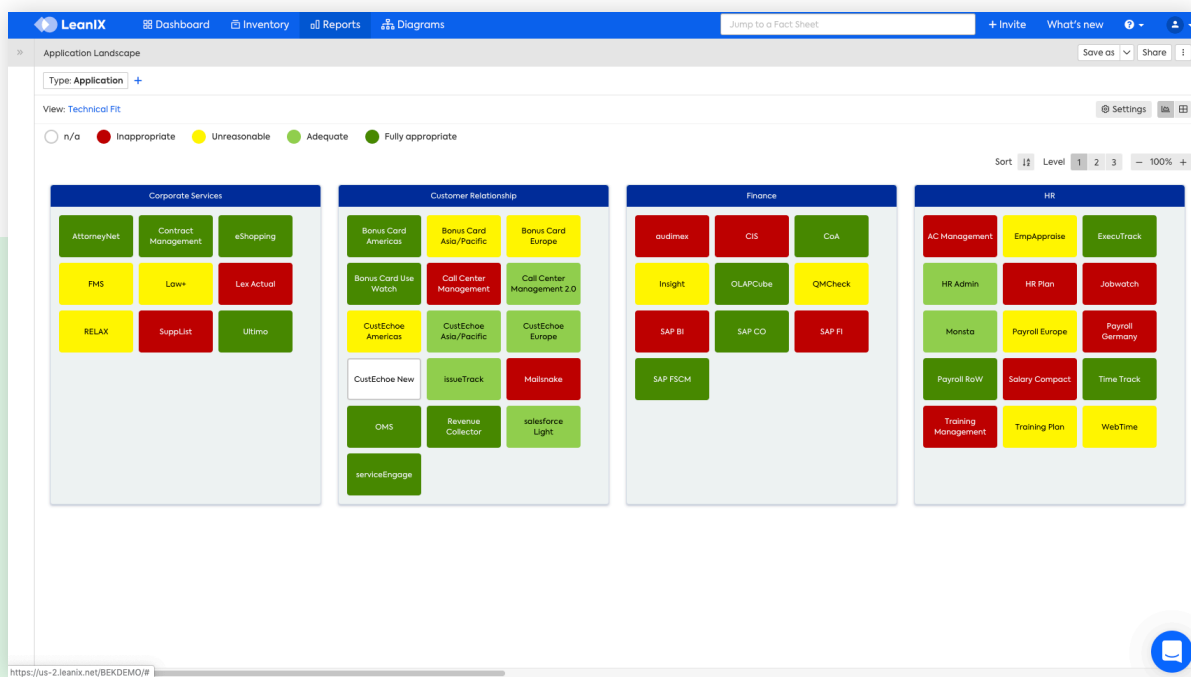 LeanIX Dashboard Inventory Reports Diagrams Jump to a Fact Sheet + Invite What's new ?
» Application Landscape Save as Share
Type: Application +
View: Technical Fit Settings
n/a Inappropriate Unreasonable Adequate Fully appropriate
Sort Level 1 2 3 − 100% +
Corporate Services
AttorneyNet
Contract
Management
eShopping
FMS
Law+
Lex Actual
RELAX
SuppList
Ultimo
Customer Relationship
Bonus Card
Americas
Bonus Card
Asia/Pacific
Bonus Card
Europe
Bonus Card Use
Watch
Call Center
Management
Call Center
Management 2.0
CustEchoe
Americas
CustEchoe
Asia/Pacific
CustEchoe
Europe
CustEchoe New
issueTrack
Mailsnake
OMS
Revenue
Collector
salesforce
Light
serviceEngage
Finance
audimex
CIS
CoA
Insight
OLAPCube
QMCheck
SAP BI
SAP CO
SAP FI
SAP FSCM
HR
AC Management
EmpAppraise
ExecuTrack
HR Admin
HR Plan
Jobwatch
Monsta
Payroll Europe
Payroll
Germany
Payroll RoW
Salary Compact
Time Track
Training
Management
Training Plan
WebTime
https://us-2.leanix.net/BEKDEMO/#